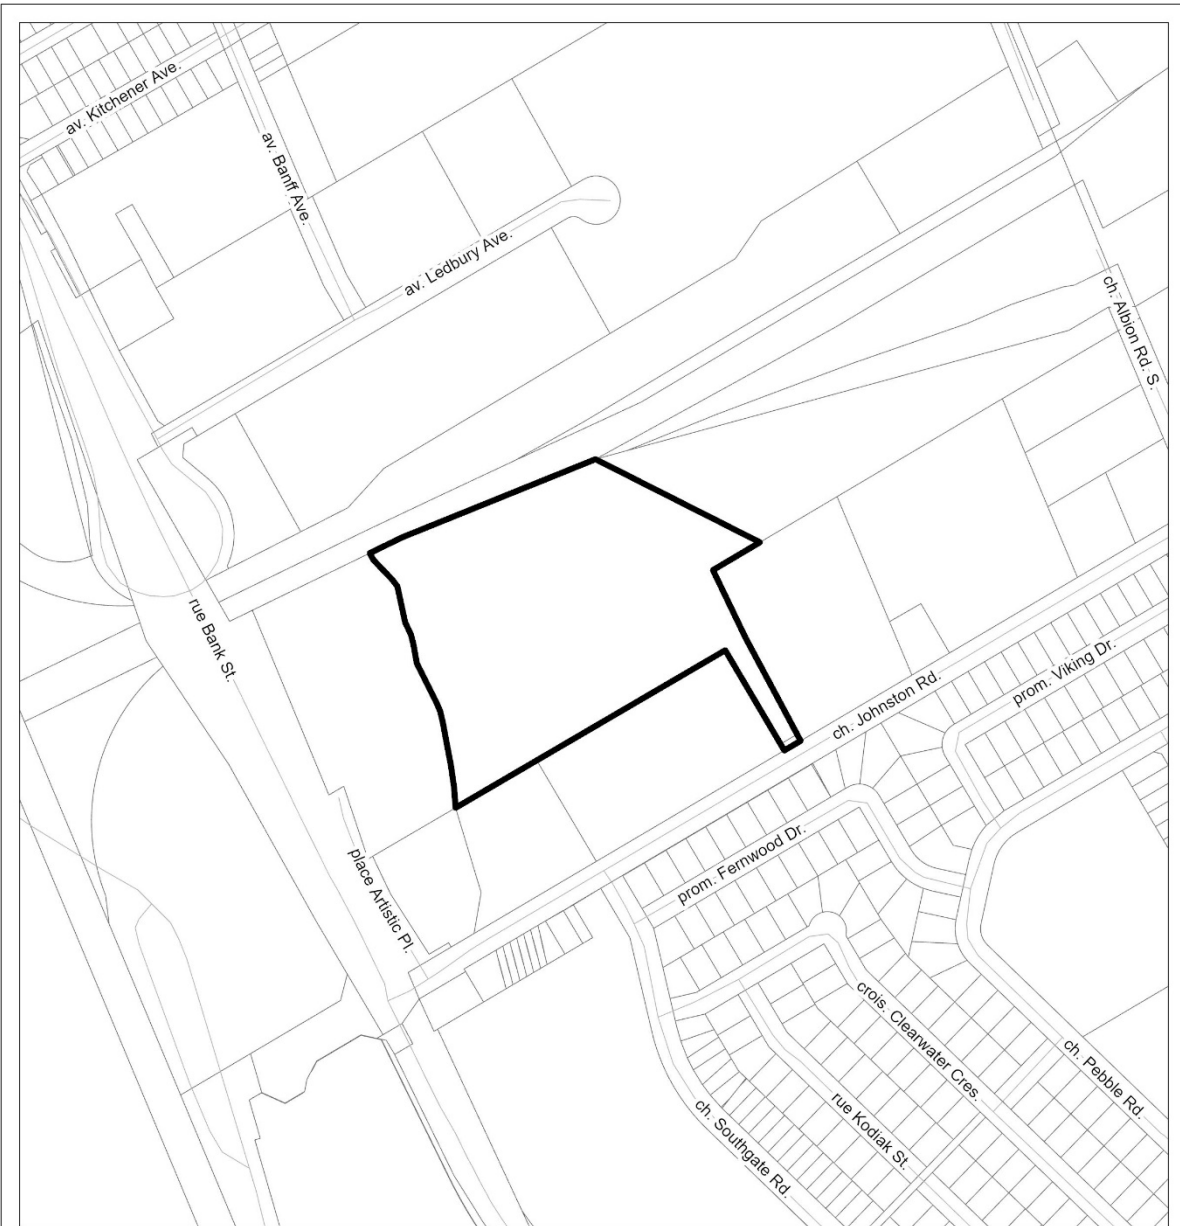 av. Kitchener Ave.
av. Banff Ave.
av. Ledbury Ave.
ch. Albion Rd. S.
rue Bank St.
prom. Viking Dr.
ch. Johnston Rd.
place Artistic Pl.
prom. Fernwood Dr.
crois. Clearwater Cres.
ch. Pebble Rd.
rue Kodiak St.
ch. Southgate Rd.